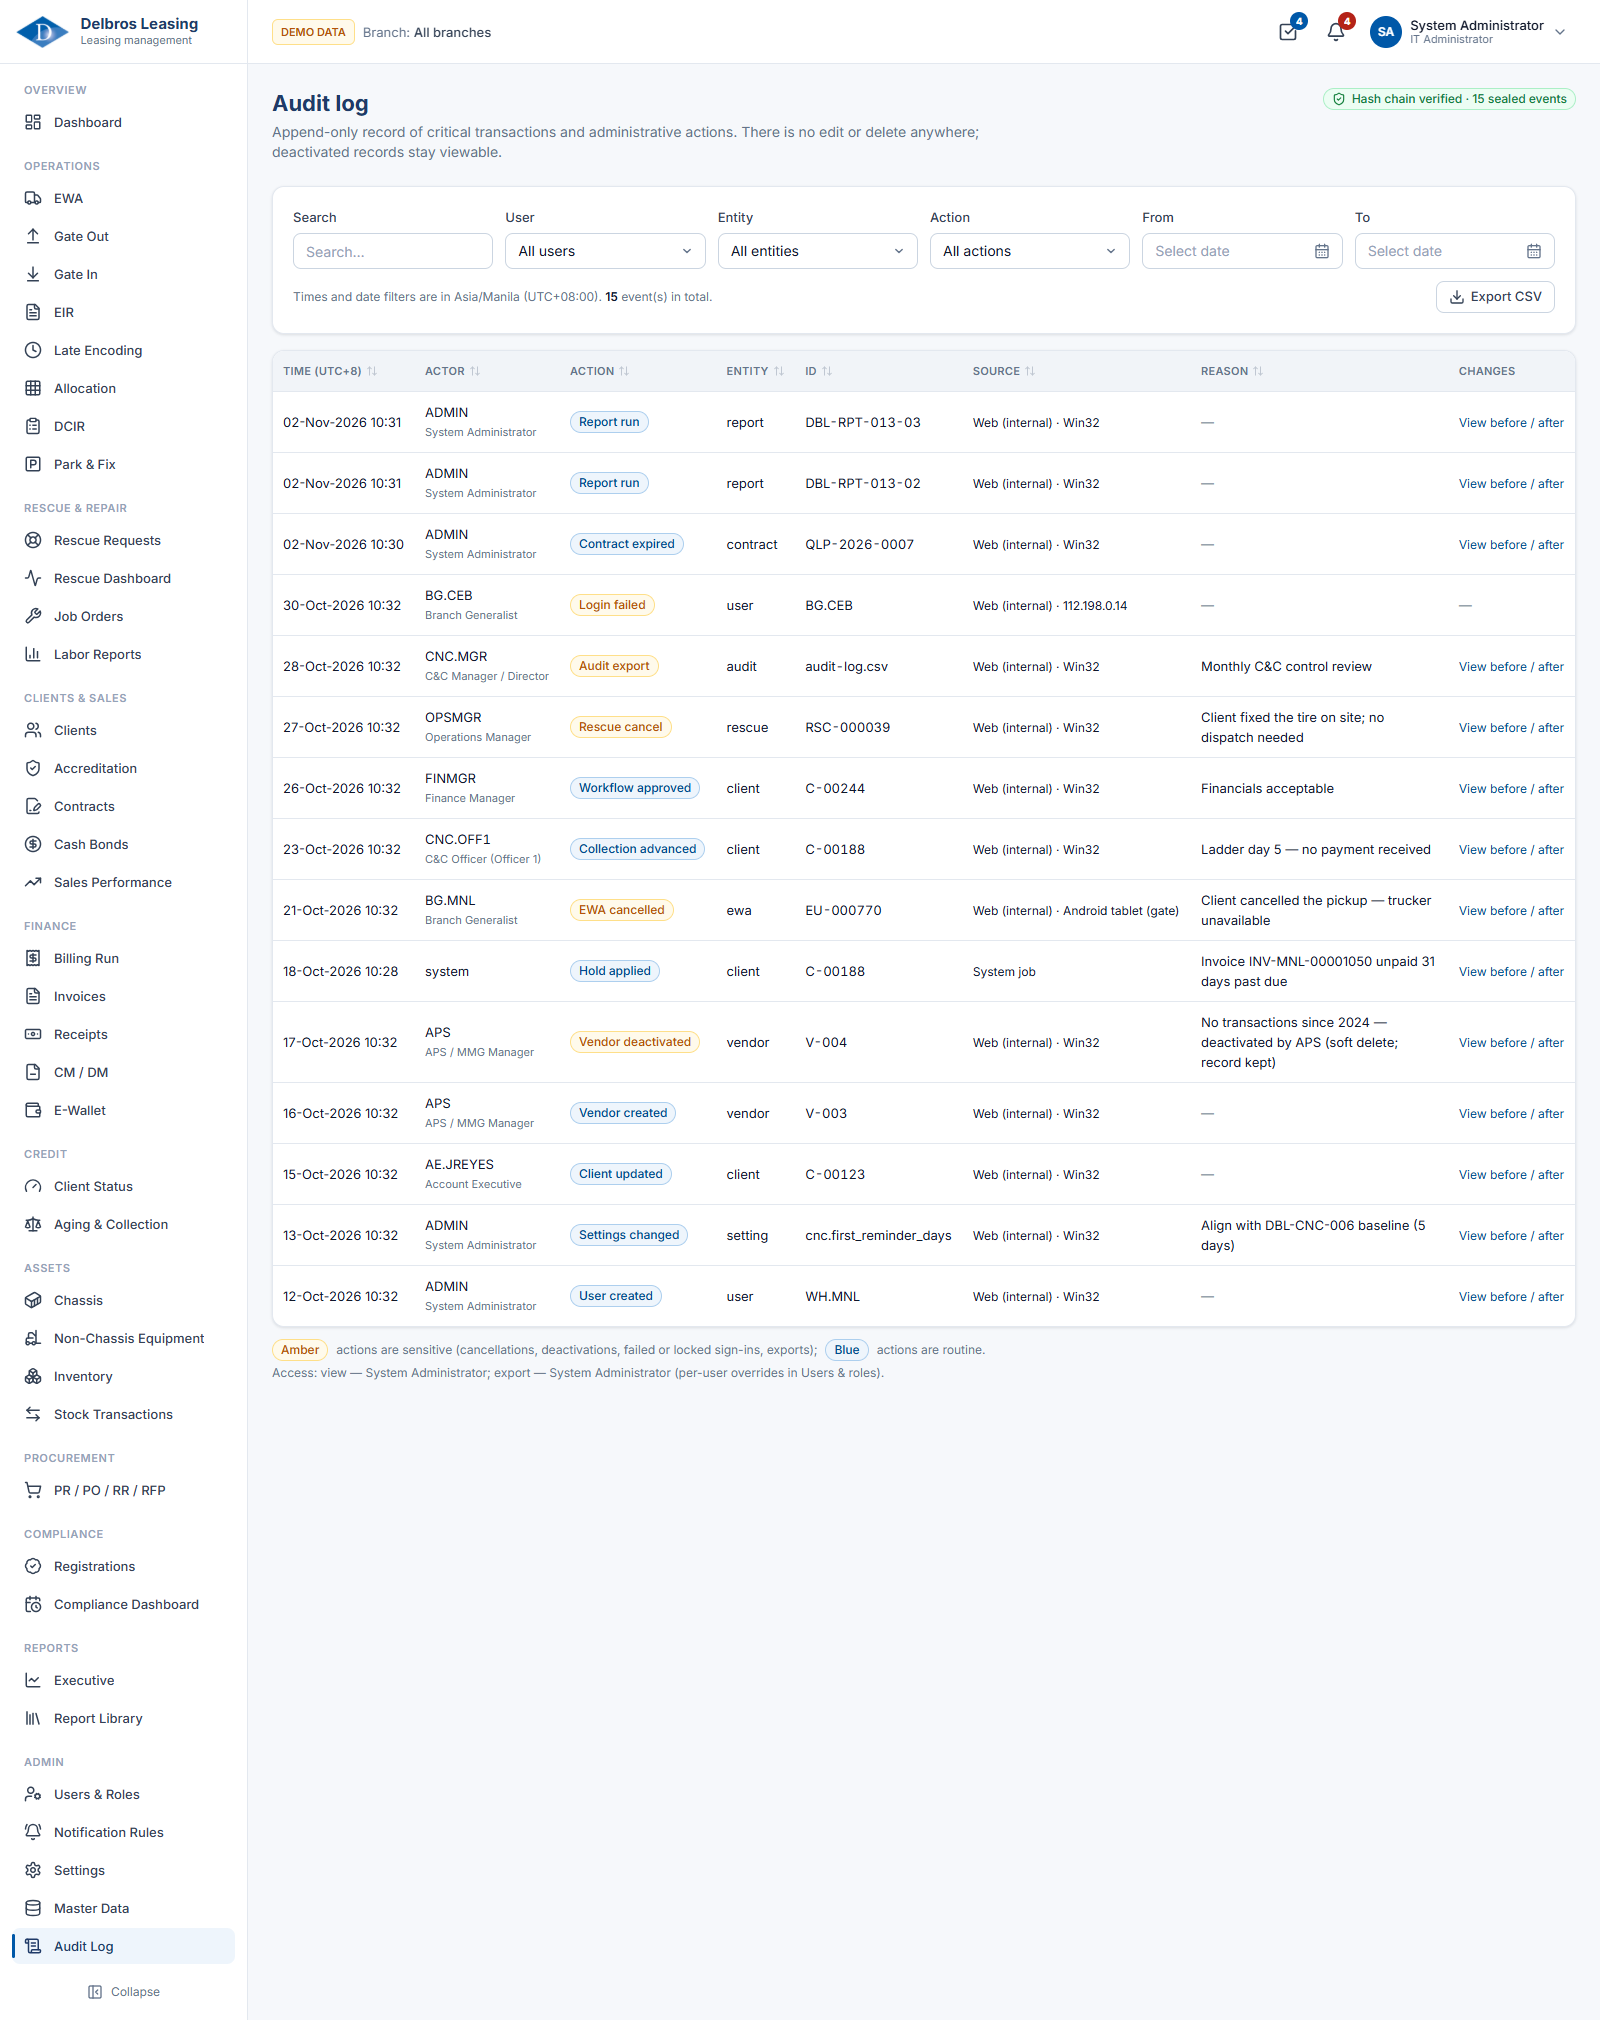 Delbros Leasing
Leasing management
DEMO DATA
Branch: All branches
4
4
SA
System Administrator
IT Administrator
OVERVIEW
Dashboard
OPERATIONS
EWA
Gate Out
Gate In
EIR
Late Encoding
Allocation
DCIR
Park & Fix
RESCUE & REPAIR
Rescue Requests
Rescue Dashboard
Job Orders
Labor Reports
CLIENTS & SALES
Clients
Accreditation
Contracts
Cash Bonds
Sales Performance
FINANCE
Billing Run
Invoices
Receipts
CM / DM
E-Wallet
CREDIT
Client Status
Aging & Collection
ASSETS
Chassis
Non-Chassis Equipment
Inventory
Stock Transactions
PROCUREMENT
PR / PO / RR / RFP
COMPLIANCE
Registrations
Compliance Dashboard
REPORTS
Executive
Report Library
ADMIN
Users & Roles
Notification Rules
Settings
Master Data
Audit Log
Collapse
Audit log
Hash chain verified · 15 sealed events
Append-only record of critical transactions and administrative actions. There is no edit or delete anywhere;
deactivated records stay viewable.
Search User Entity Action From To
Search... All users All entities All actions Select date Select date
Times and date filters are in Asia/Manila (UTC+08:00). 15 event(s) in total.
Export CSV
TIME (UTC+8) ACTOR ACTION ENTITY ID SOURCE REASON CHANGES
02-Nov-2026 10:31 ADMIN Report run report DBL-RPT-013-03 Web (internal) · Win32 — View before / after
System Administrator
02-Nov-2026 10:31 ADMIN Report run report DBL-RPT-013-02 Web (internal) · Win32 — View before / after
System Administrator
02-Nov-2026 10:30 ADMIN Contract expired contract QLP-2026-0007 Web (internal) · Win32 — View before / after
System Administrator
30-Oct-2026 10:32 BG.CEB Login failed user BG.CEB Web (internal) · 112.198.0.14 — —
Branch Generalist
28-Oct-2026 10:32 CNC.MGR Audit export audit audit-log.csv Web (internal) · Win32 Monthly C&C control review View before / after
C&C Manager / Director
27-Oct-2026 10:32 OPSMGR Rescue cancel rescue RSC-000039 Web (internal) · Win32 Client fixed the tire on site; no View before / after
Operations Manager dispatch needed
26-Oct-2026 10:32 FINMGR Workflow approved client C-00244 Web (internal) · Win32 Financials acceptable View before / after
Finance Manager
23-Oct-2026 10:32 CNC.OFF1 Collection advanced client C-00188 Web (internal) · Win32 Ladder day 5 — no payment received View before / after
C&C Officer (Officer 1)
21-Oct-2026 10:32 BG.MNL EWA cancelled ewa EU-000770 Web (internal) · Android tablet (gate) Client cancelled the pickup — trucker View before / after
Branch Generalist unavailable
18-Oct-2026 10:28 system Hold applied client C-00188 System job Invoice INV-MNL-00001050 unpaid 31 View before / after
days past due
17-Oct-2026 10:32 APS Vendor deactivated vendor V-004 Web (internal) · Win32 No transactions since 2024 — View before / after
APS / MMG Manager deactivated by APS (soft delete;
record kept)
16-Oct-2026 10:32 APS Vendor created vendor V-003 Web (internal) · Win32 — View before / after
APS / MMG Manager
15-Oct-2026 10:32 AE.JREYES Client updated client C-00123 Web (internal) · Win32 — View before / after
Account Executive
13-Oct-2026 10:32 ADMIN Settings changed setting cnc.first_reminder_days Web (internal) · Win32 Align with DBL-CNC-006 baseline (5 View before / after
System Administrator days)
12-Oct-2026 10:32 ADMIN User created user WH.MNL Web (internal) · Win32 — View before / after
System Administrator
Amber actions are sensitive (cancellations, deactivations, failed or locked sign-ins, exports); Blue actions are routine.
Access: view — System Administrator; export — System Administrator (per-user overrides in Users & roles).